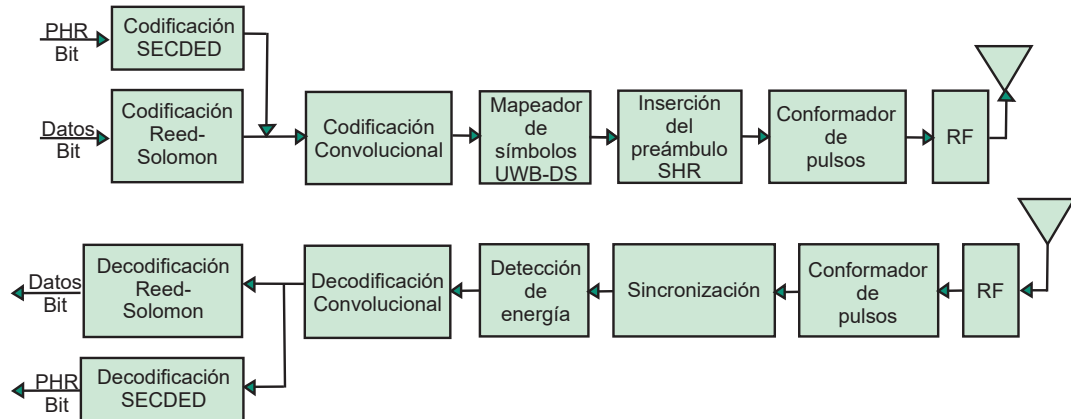 PHR
Bit
Codificación
SECDED
Datos
Bit
Codificación
Reed-
Solomon
Codificación
Convolucional
Mapeador
de
símbolos
UWB-DS
Inserción
del
preámbulo
SHR
Conformador
de
pulsos
RF
Datos
Bit
Decodificación
Reed-
Solomon
Decodificación
Convolucional
Detección
de
energía
Sincronización
Conformador
de
pulsos
RF
PHR
Bit
Decodificación
SECDED